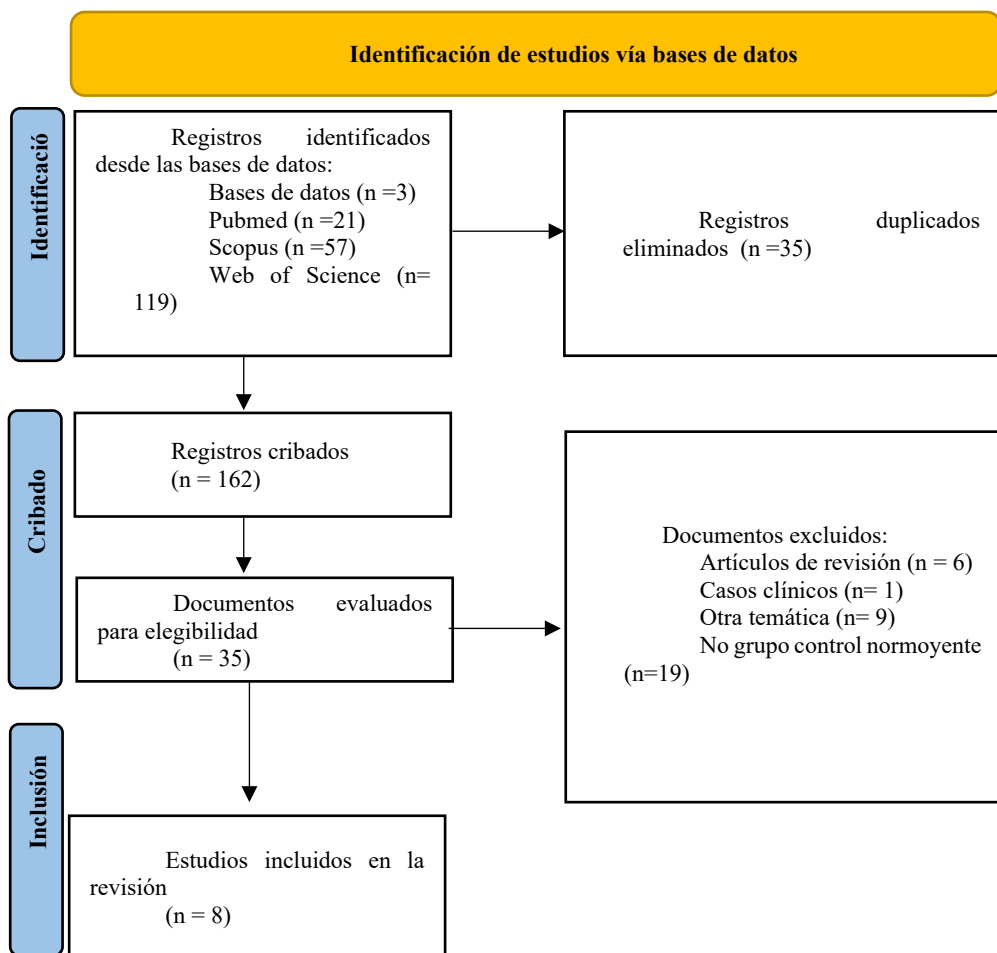 Identificación de estudios vía bases de datos
Identificació
Registros identificados
desde las bases de datos:
Bases de datos (n =3)
Pubmed (n =21)
Scopus (n =57)
Web of Science (n=
119)
Registros duplicados
eliminados (n =35)
Cribado
Registros cribados
(n = 162)
Documentos evaluados
para elegibilidad
(n = 35)
Documentos excluidos:
Artículos de revisión (n = 6)
Casos clínicos (n= 1)
Otra temática (n= 9)
No grupo control normoyente
(n=19)
Inclusión
Estudios incluidos en la
revisión
(n = 8)